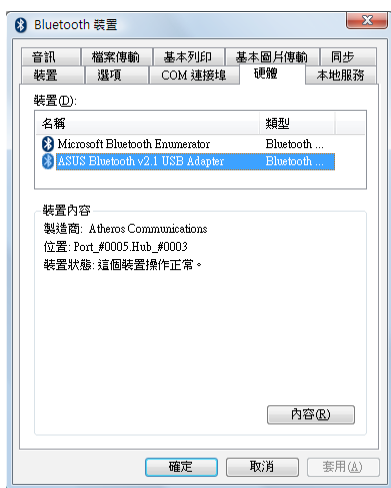 Bluetooth 裝置
音訊 檔案傳輸 基本列印 基本圖片傳輸 同步
裝置 選項 COM 連接埠 硬體 本地服務
裝置(D):
名稱 類型
Microsoft Bluetooth Enumerator Bluetooth ...
ASUS Bluetooth v2.1 USB Adapter Bluetooth ...
裝置內容
製造商: Atheros Communications
位置: Port_#0005.Hub_#0003
裝置狀態: 這個裝置操作正常。
內容(R)
確定 取消 套用(A)